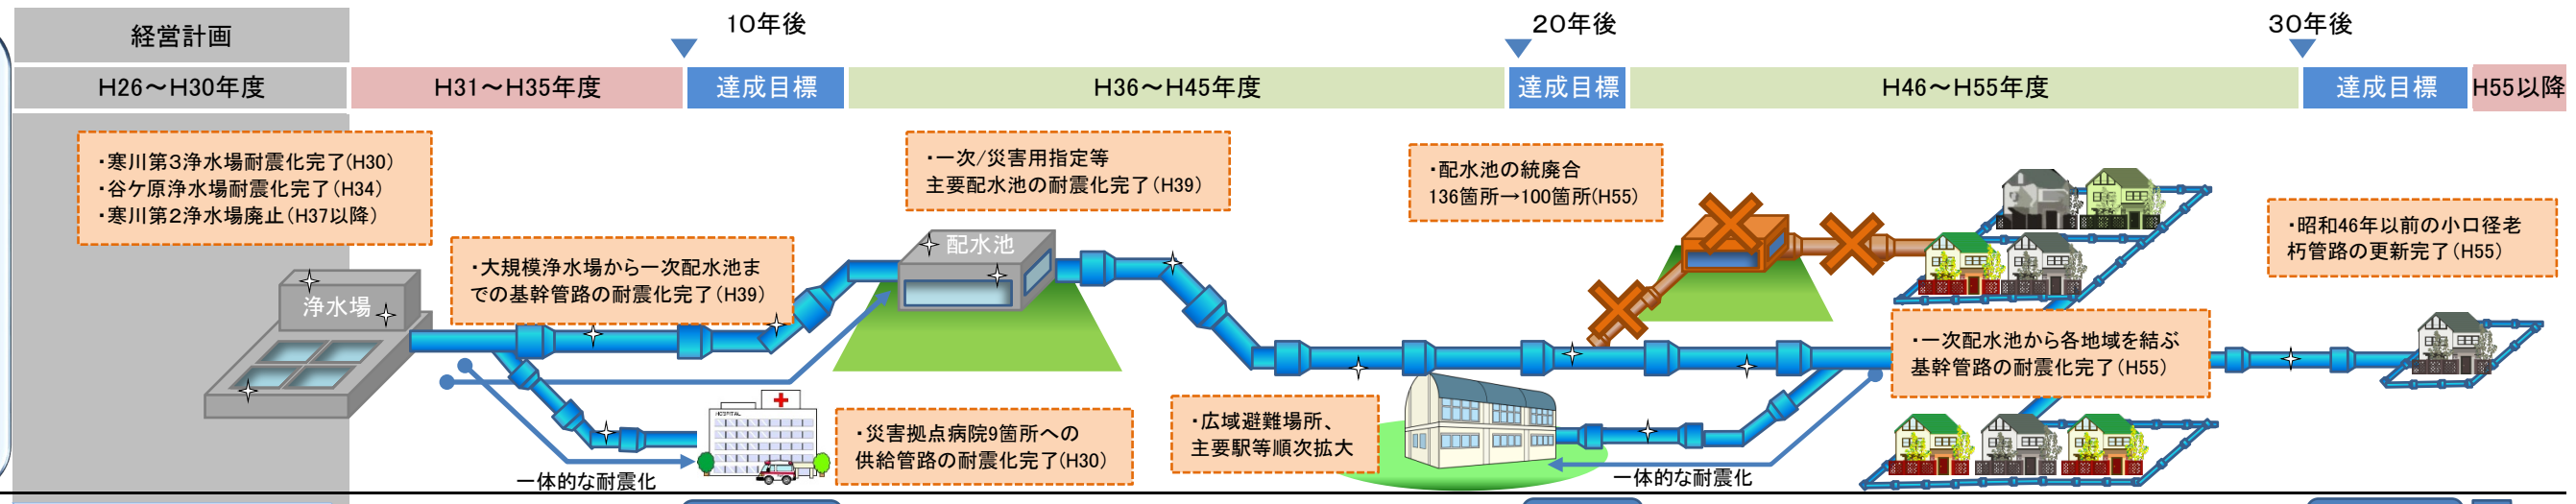 10年後
20年後
30年後
経営計画
H26～H30年度
H31～H35年度
達成目標
H36～H45年度
達成目標
H46～H55年度
達成目標
H55以降
・寒川第3浄水場耐震化完了(H30)
・谷ケ原浄水場耐震化完了(H34)
・寒川第2浄水場廃止(H37以降)
・一次/災害用指定等
主要配水池の耐震化完了(H39)
・配水池の統廃合
136箇所→100箇所(H55)
・昭和46年以前の小口径老
朽管路の更新完了(H55)
・大規模浄水場から一次配水池ま
での基幹管路の耐震化完了(H39)
配水池
浄水場
・一次配水池から各地域を結ぶ
基幹管路の耐震化完了(H55)
HOSPITAL
・災害拠点病院9箇所への
供給管路の耐震化完了(H30)
・広域避難場所、
主要駅等順次拡大
一体的な耐震化
一体的な耐震化